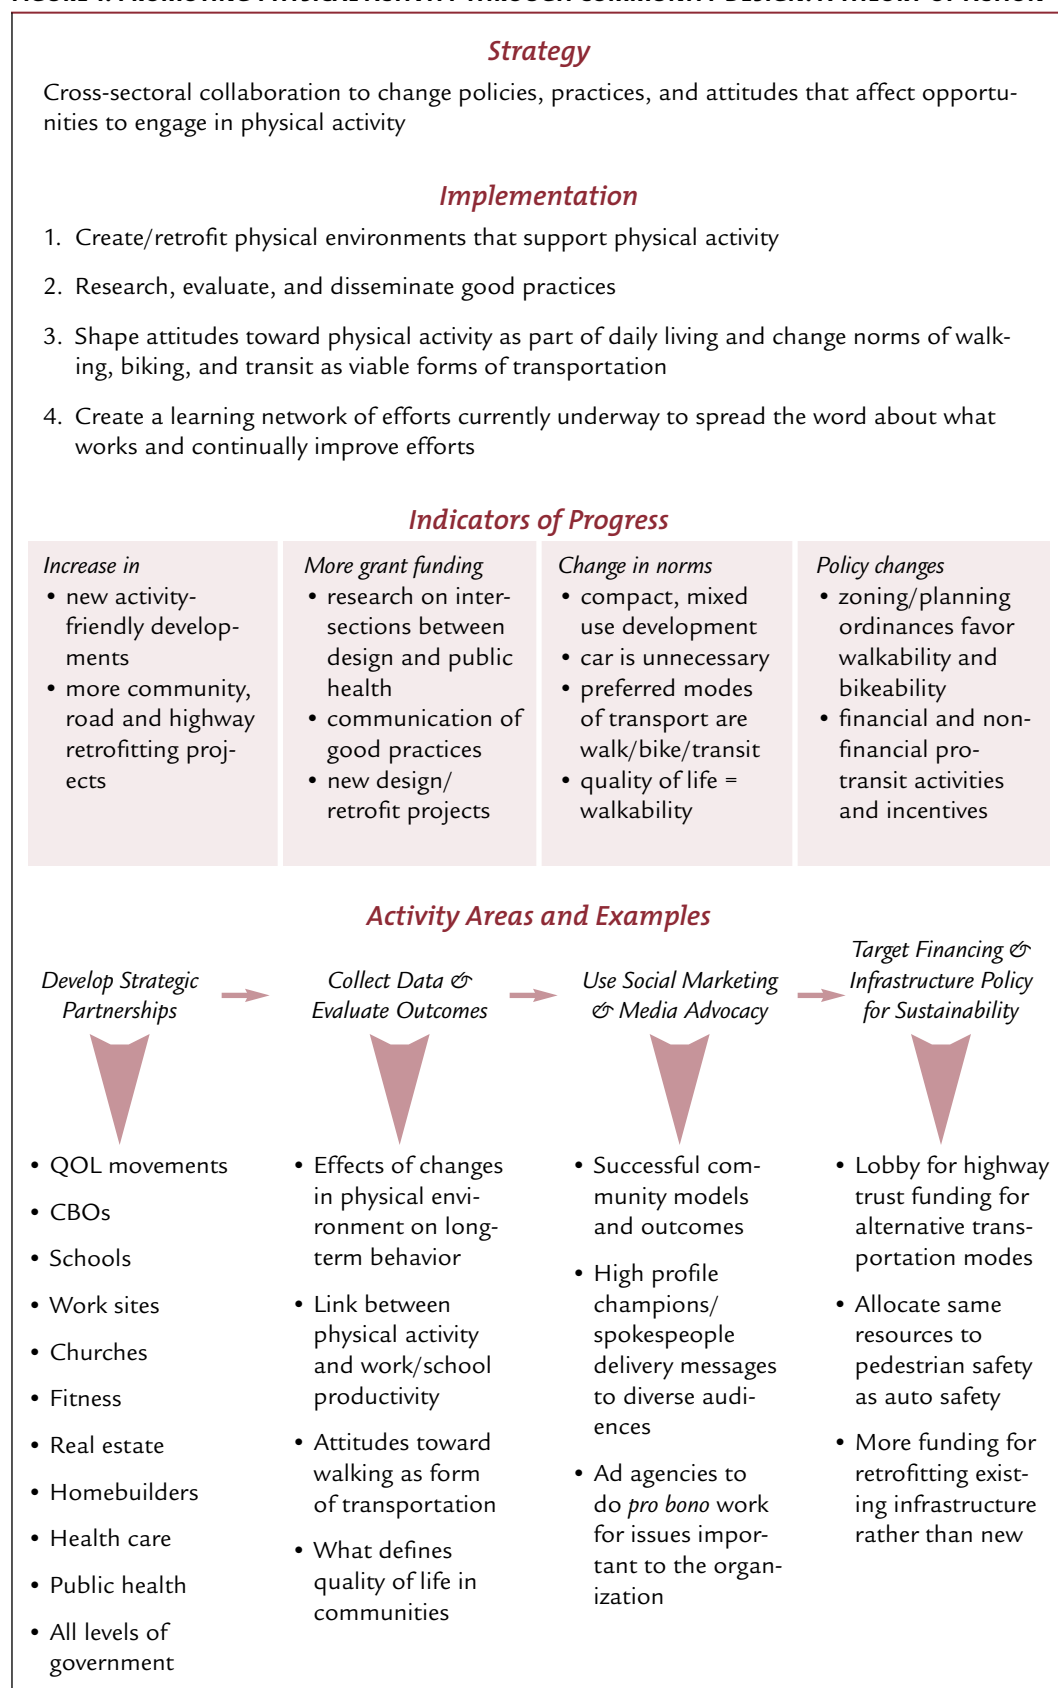 Strategy
Cross-sectoral collaboration to change policies, practices, and attitudes that affect opportu-
nities to engage in physical activity
Implementation
1. Create/retrofit physical environments that support physical activity
2. Research, evaluate, and disseminate good practices
3. Shape attitudes toward physical activity as part of daily living and change norms of walk-
ing, biking, and transit as viable forms of transportation
4. Create a learning network of efforts currently underway to spread the word about what
works and continually improve efforts
Indicators of Progress
Increase in
• new activity-
friendly develop-
ments
• more community,
road and highway
retrofitting proj-
ects
More grant funding
• research on inter-
sections between
design and public
health
• communication of
good practices
• new design/
retrofit projects
Change in norms
• compact, mixed
use development
• car is unnecessary
• preferred modes
of transport are
walk/bike/transit
• quality of life =
walkability
Policy changes
• zoning/planning
ordinances favor
walkability and
bikeability
• financial and non-
financial pro-
transit activities
and incentives
Activity Areas and Examples
Develop Strategic
Partnerships
Collect Data &
Evaluate Outcomes
Use Social Marketing
& Media Advocacy
Target Financing &
Infrastructure Policy
for Sustainability
• QOL movements
• CBOs
• Schools
• Work sites
• Churches
• Fitness
• Real estate
• Homebuilders
• Health care
• Public health
• All levels of
government
• Effects of changes
in physical envi-
ronment on long-
term behavior
• Link between
physical activity
and work/school
productivity
• Attitudes toward
walking as form
of transportation
• What defines
quality of life in
communities
• Successful com-
munity models
and outcomes
• High profile
champions/
spokespeople
delivery messages
to diverse audi-
ences
• Ad agencies to
do pro bono work
for issues impor-
tant to the organ-
ization
• Lobby for highway
trust funding for
alternative trans-
portation modes
• Allocate same
resources to
pedestrian safety
as auto safety
• More funding for
retrofitting exist-
ing infrastructure
rather than new